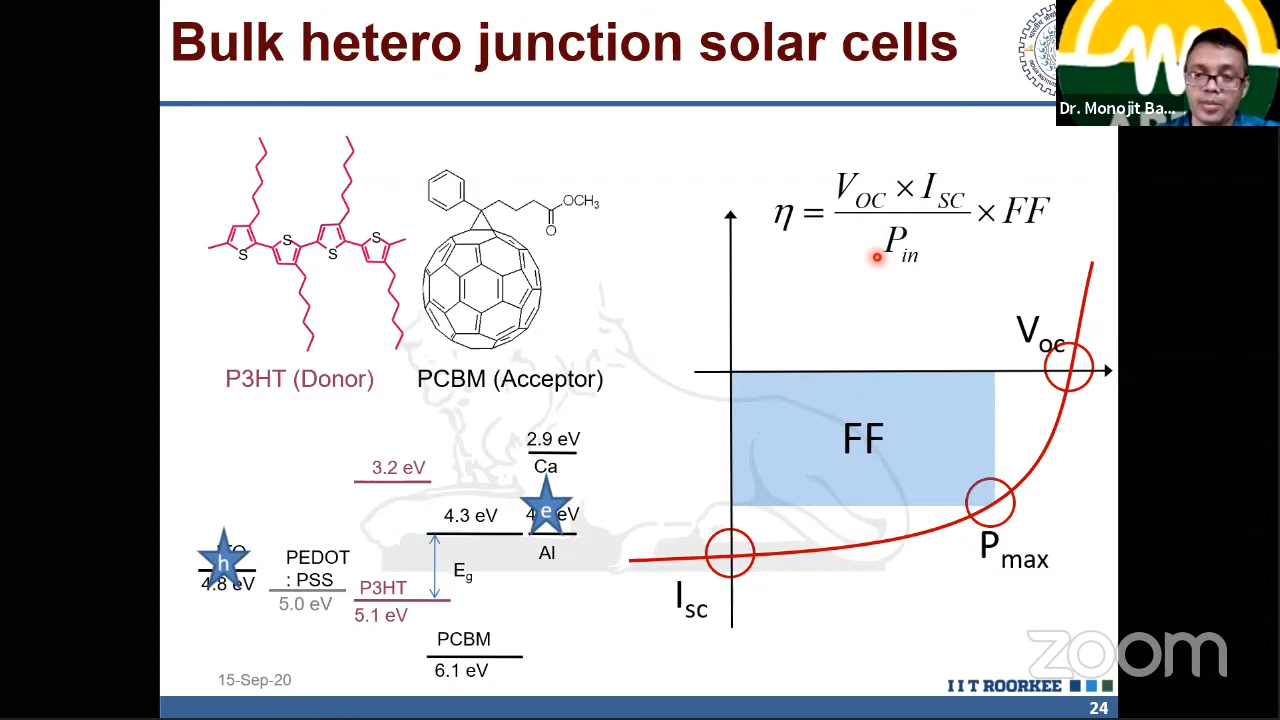 Bulk hetero junction solar cells
Dr. Monojit Ba...
OCH₃
O
S
S
S
S
P3HT (Donor)
PCBM (Acceptor)
η = V_OC × I_SC / P_in × FF
V_oc
FF
P_max
I_sc
2.9 eV
Ca
3.2 eV
4.3 eV
e
eV
Al
h
4.8 eV
PEDOT
: PSS
5.0 eV
P3HT
5.1 eV
E_g
PCBM
6.1 eV
15-Sep-20
zoom
I I T ROORKEE
24